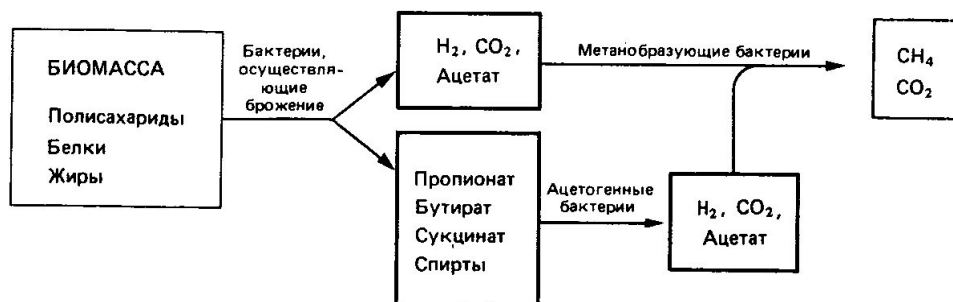 БИОМАССА
Полисахариды
Белки
Жиры
Бактерии,
осуществля-
ющие
брожение
H₂, CO₂,
Ацетат
Метанобразующие бактерии
CH₄
CO₂
Пропионат
Бутират
Сукцинат
Спирты
Ацетогенные
бактерии
H₂, CO₂,
Ацетат